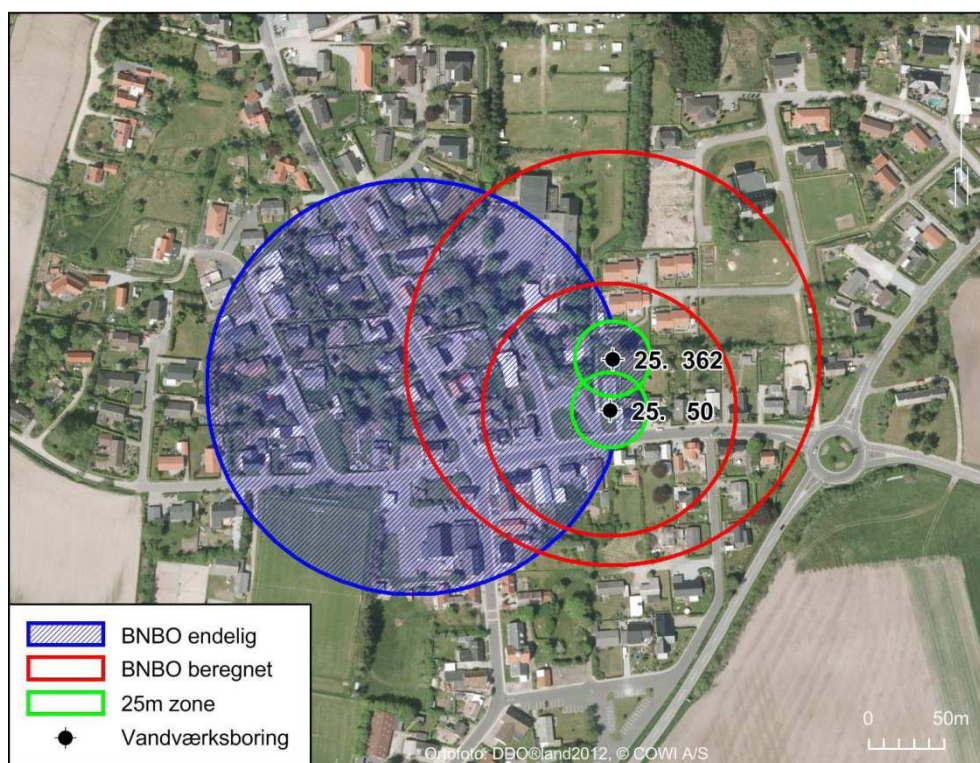 N
25. 362
25. 50
BNBO endelig
BNBO beregnet
25m zone
Vandværksboring
0 50m
Ortofoto: DDO®land2012, © COWI A/S